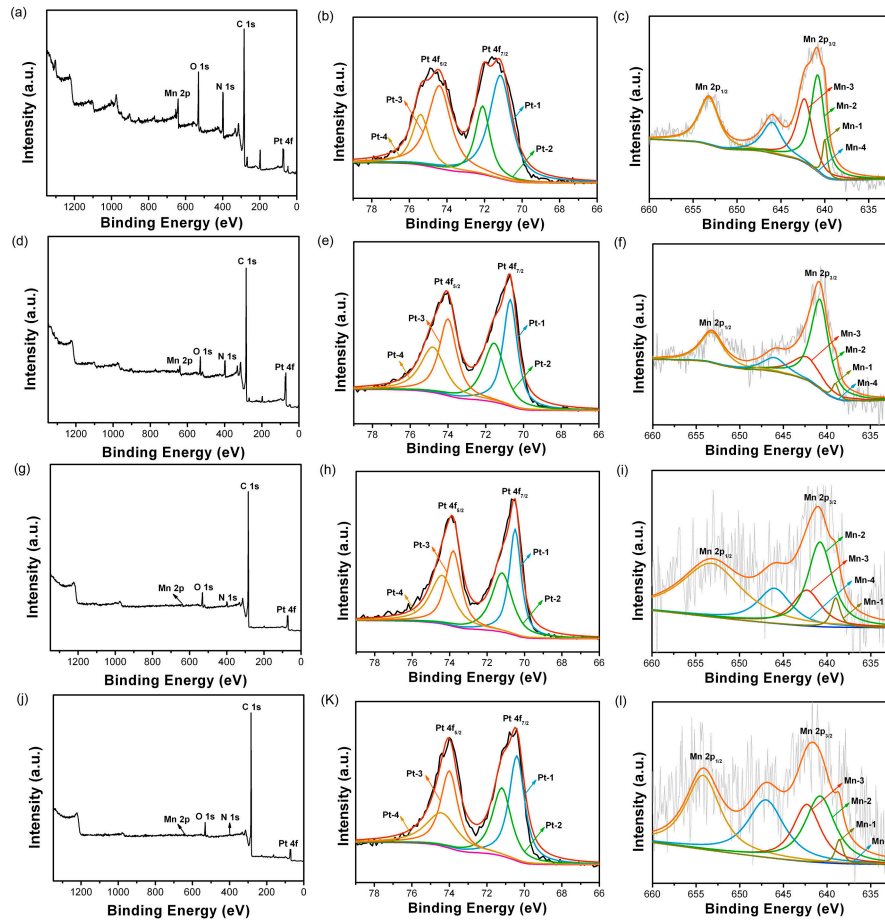 (a)
C 1s
O 1s
N 1s
Mn 2p
Pt 4f
Intensity (a.u.)
1200 1000 800 600 400 200 0
Binding Energy (eV)
(b)
Pt 4f5/2
Pt 4f7/2
Pt-3
Pt-1
Pt-4
Pt-2
Intensity (a.u.)
78 76 74 72 70 68 66
Binding Energy (eV)
(c)
Mn 2p3/2
Mn 2p1/2
Mn-3
Mn-2
Mn-1
Mn-4
Intensity (a.u.)
660 655 650 645 640 635
Binding Energy (eV)
(d)
C 1s
O 1s
Mn 2p
N 1s
Pt 4f
Intensity (a.u.)
1200 1000 800 600 400 200 0
Binding Energy (eV)
(e)
Pt 4f7/2
Pt 4f5/2
Pt-3
Pt-1
Pt-4
Pt-2
Intensity (a.u.)
78 76 74 72 70 68 66
Binding Energy (eV)
(f)
Mn 2p3/2
Mn 2p1/2
Mn-3
Mn-2
Mn-1
Mn-4
Intensity (a.u.)
660 655 650 645 640 635
Binding Energy (eV)
(g)
C 1s
Mn 2p
O 1s
N 1s
Pt 4f
Intensity (a.u.)
1200 1000 800 600 400 200 0
Binding Energy (eV)
(h)
Pt 4f7/2
Pt 4f5/2
Pt-3
Pt-1
Pt-4
Pt-2
Intensity (a.u.)
78 76 74 72 70 68 66
Binding Energy (eV)
(i)
Mn 2p3/2
Mn 2p1/2
Mn-2
Mn-3
Mn-4
Mn-1
Intensity (a.u.)
660 655 650 645 640 635
Binding Energy (eV)
(j)
C 1s
Mn 2p
O 1s
N 1s
Pt 4f
Intensity (a.u.)
1200 1000 800 600 400 200 0
Binding Energy (eV)
(K)
Pt 4f7/2
Pt 4f5/2
Pt-3
Pt-1
Pt-4
Pt-2
Intensity (a.u.)
78 76 74 72 70 68 66
Binding Energy (eV)
(l)
Mn 2p3/2
Mn 2p1/2
Mn-3
Mn-2
Mn-1
Mn
Intensity (a.u.)
660 655 650 645 640 635
Binding Energy (eV)